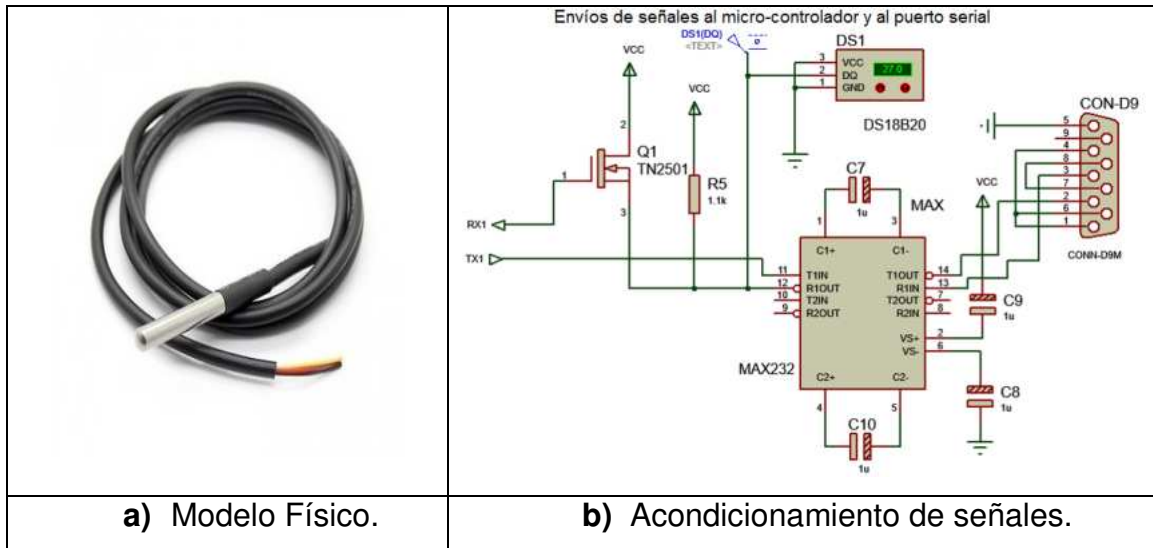 Envíos de señales al micro-controlador y al puerto serial
DS1(DQ)
<TEXT>
VCC
2
Q1
TN2501
1
3
RX1
TX1
VCC
R5
1.1k
DS1
3 VCC
2 DQ
1 GND
27.0
DS18B20
C7
1u
1
3
MAX
C1+
C1-
11 T1IN
12 R1OUT
10 T2IN
9 R2OUT
T1OUT 14
R1IN 13
T2OUT 7
R2IN 8
VS+ 2
VS- 6
C2+
C2-
MAX232
4
5
C10
1u
VCC
C9
1u
C8
1u
CON-D9
5
9
4
8
3
7
2
6
1
CONN-D9M
a) Modelo Físico.
b) Acondicionamiento de señales.